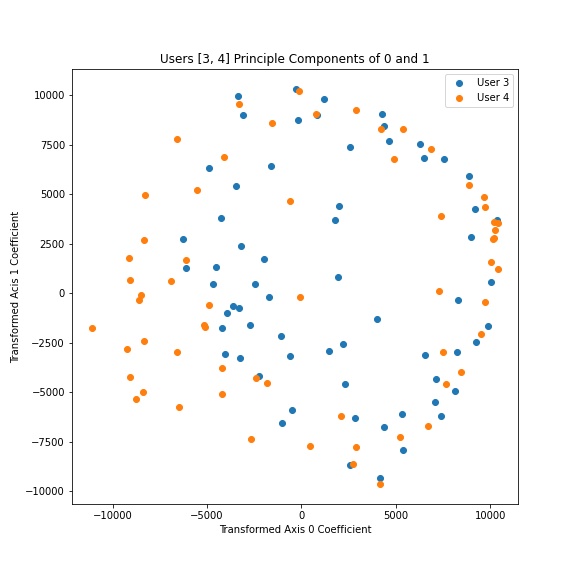 Users [3, 4] Principle Components of 0 and 1
User 3
User 4
Transformed Acis 1 Coefficient
10000
7500
5000
2500
0
−2500
−5000
−7500
−10000
−10000 −5000 0 5000 10000
Transformed Axis 0 Coefficient